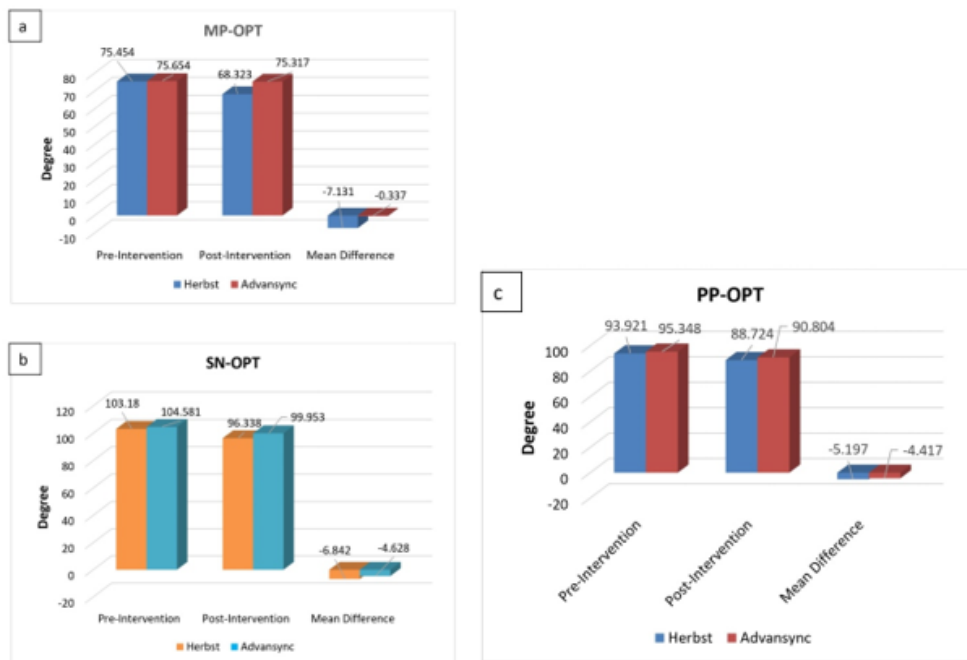 a
MP-OPT
75.454
75.654
68.323
75.317
80
70
60
50
40
30
20
10
0
-10
Degree
-7.131
-0.337
Pre-Intervention Post-Intervention Mean Difference
Herbst Advansync
b
SN-OPT
120
100
80
60
40
20
0
-20
Degree
103.18
104.581
96.338
99.953
-6.842
-4.628
Pre-Intervention Post-Intervention Mean Difference
Herbst Advansync
c
PP-OPT
93.921
95.348
88.724
90.804
100
80
60
40
20
0
-20
Degree
-5.197
-4.417
Pre-Intervention
Post-Intervention
Mean Difference
Herbst Advansync